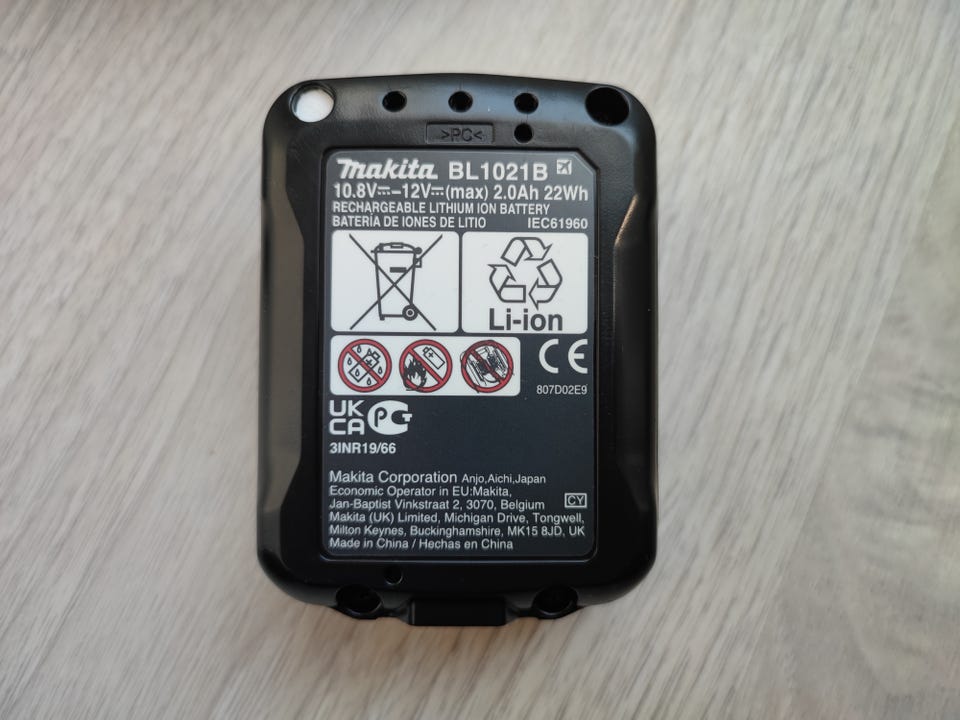 >PC<
makita BL1021B
10.8V⎓–12V⎓(max) 2.0Ah 22Wh
RECHARGEABLE LITHIUM ION BATTERY
BATERÍA DE IONES DE LITIO IEC61960
Li-ion
CE
807D02E9
UK
CA PCT
3INR19/66
Makita Corporation Anjo,Aichi,Japan
Economic Operator in EU:Makita,
Jan-Baptist Vinkstraat 2, 3070, Belgium CY
Makita (UK) Limited, Michigan Drive, Tongwell,
Milton Keynes, Buckinghamshire, MK15 8JD, UK
Made in China / Hechas en China